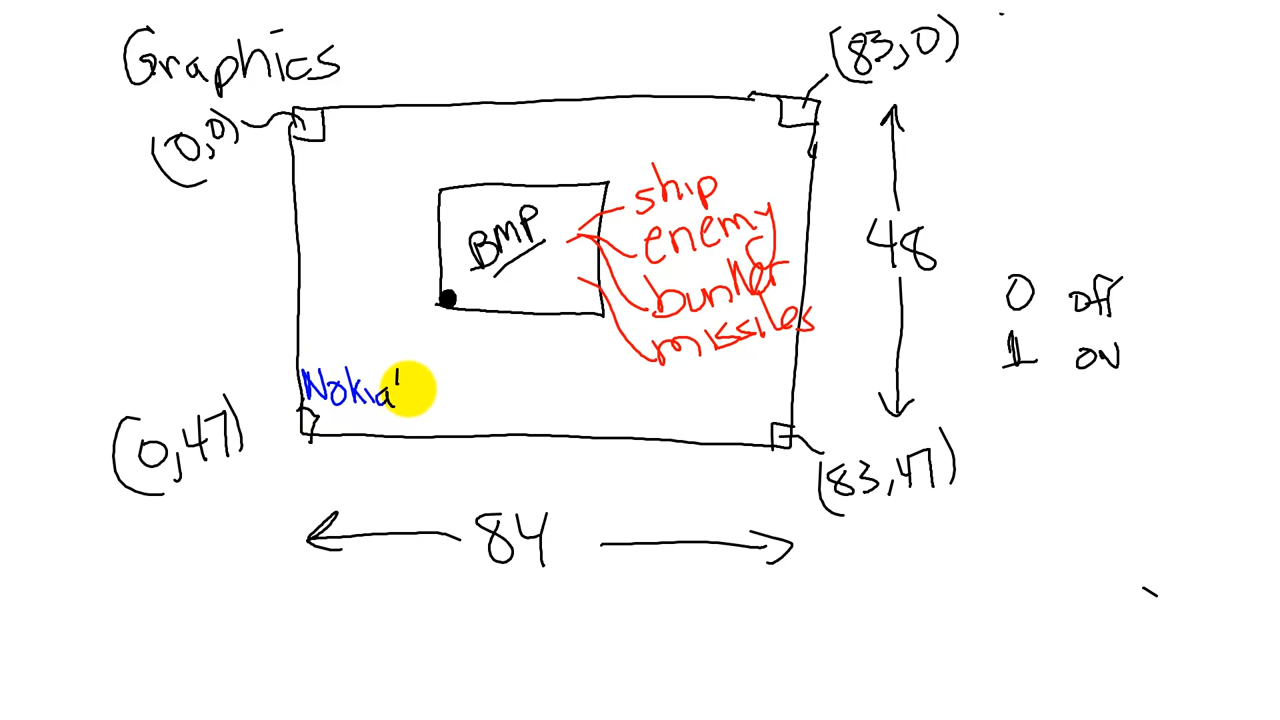 Graphics
(83,0)
(0,0)
ship
BMP
enemy
48
bunker
0 off
missiles
1 on
Nokia
(0,47)
(83,47)
84